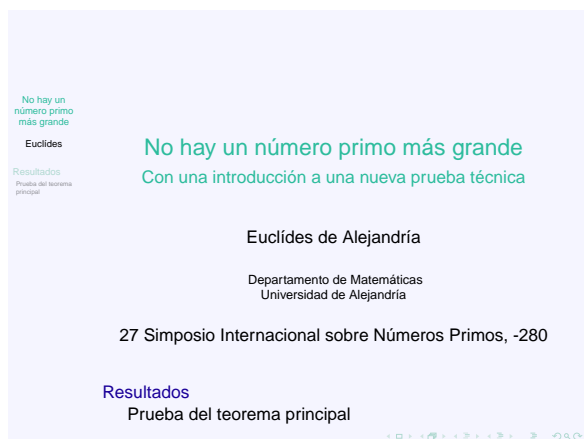 No hay un
número primo
más grande
Euclídes
Resultados
Prueba del teorema
principal
No hay un número primo más grande
Con una introducción a una nueva prueba técnica
Euclídes de Alejandría
Departamento de Matemáticas
Universidad de Alejandría
27 Simposio Internacional sobre Números Primos, -280
Resultados
Prueba del teorema principal